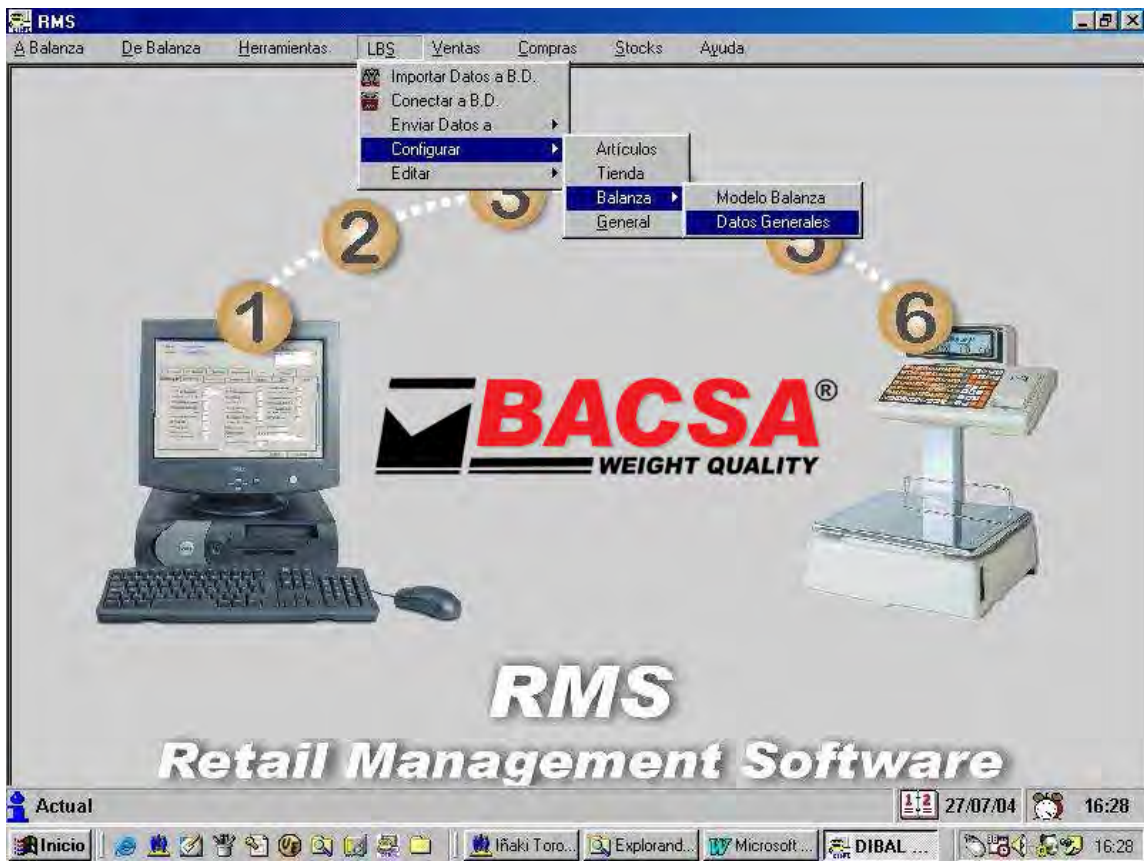 RMS
A Balanza De Balanza Herramientas LBS Ventas Compras Stocks Ayuda
Importar Datos a B.D.
Conectar a B.D.
Enviar Datos a
Configurar
Editar
Artículos
Tienda
Balanza
General
Modelo Balanza
Datos Generales
1
2
3
5
6
BACSA®
WEIGHT QUALITY
RMS
Retail Management Software
Actual
27/07/04 16:28
Inicio Iñaki Toro... Explorand... Microsoft ... DIBAL ... 16:28